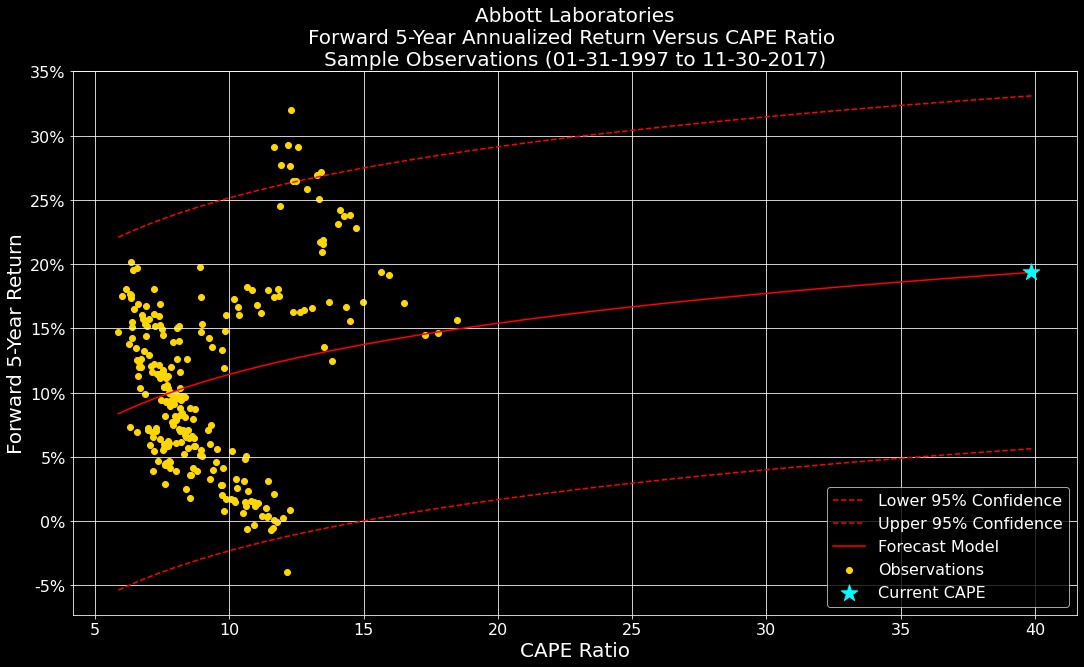 Abbott Laboratories
Forward 5-Year Annualized Return Versus CAPE Ratio
Sample Observations (01-31-1997 to 11-30-2017)
Forward 5-Year Return
35%
30%
25%
20%
15%
10%
5%
0%
-5%
5
10
15
20
25
30
35
40
CAPE Ratio
Lower 95% Confidence
Upper 95% Confidence
Forecast Model
Observations
Current CAPE